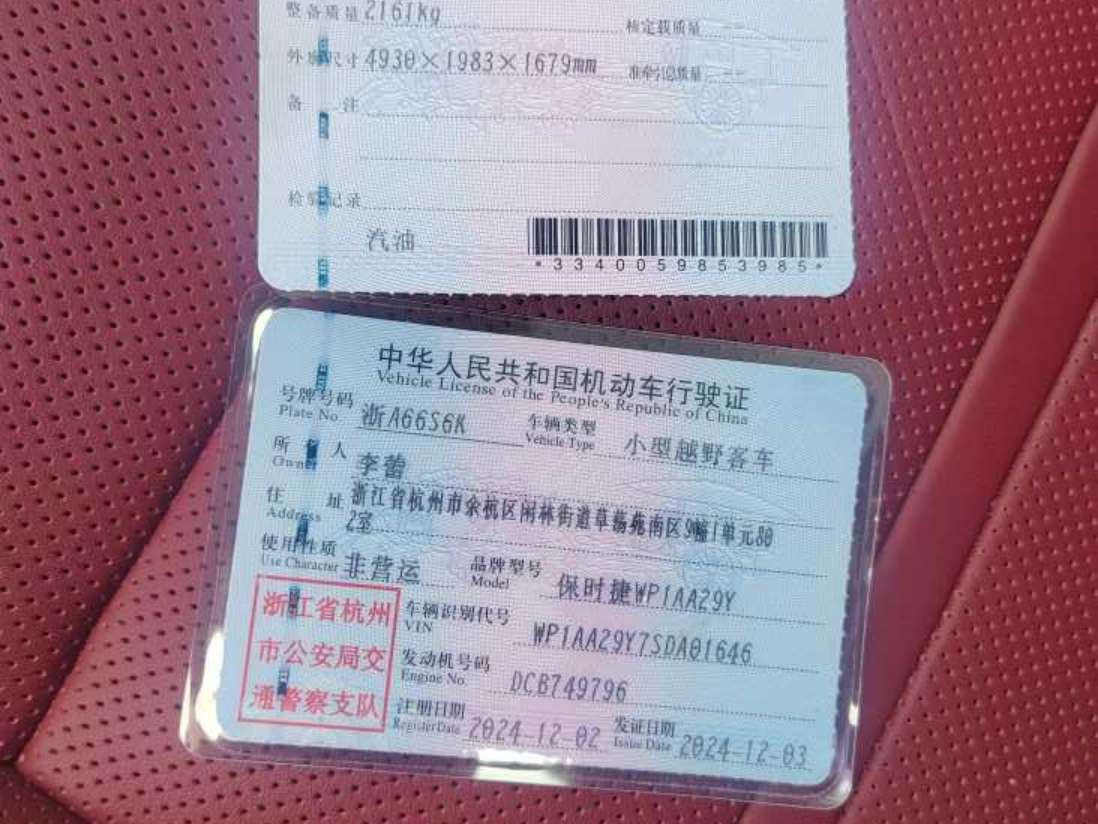 整备质量 2161kg 核定载质量 --
外廓尺寸 4930×1983×1679mm 准牵引总质量 --
备 注
检验记录
汽油
*3340059853985*
中华人民共和国机动车行驶证
Vehicle License of the People's Republic of China
号牌号码 浙A66S6K 车辆类型 小型越野客车
Plate No. Vehicle Type
所有人 李蕾
Owner
住 址 浙江省杭州市余杭区闲林街道草荡苑南区9幢1单元80
Address 2室
使用性质 非营运 品牌型号 保时捷WP1AA29Y
Use Character Model
浙江省杭州
市公安局交
通警察支队
车辆识别代号 WP1AA29Y7SDA01646
VIN
发动机号码 DCB749796
Engine No.
注册日期 2024-12-02 发证日期 2024-12-03
Register Date Issue Date